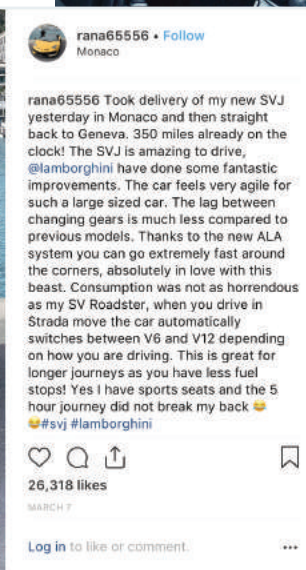 rana65556 • Follow
Monaco
rana65556 Took delivery of my new SVJ
yesterday in Monaco and then straight
back to Geneva. 350 miles already on the
clock! The SVJ is amazing to drive,
@lamborghini have done some fantastic
improvements. The car feels very agile for
such a large sized car. The lag between
changing gears is much less compared to
previous models. Thanks to the new ALA
system you can go extremely fast around
the corners, absolutely in love with this
beast. Consumption was not as horrendous
as my SV Roadster, when you drive in
Strada move the car automatically
switches between V6 and V12 depending
on how you are driving. This is great for
longer journeys as you have less fuel
stops! Yes I have sports seats and the 5
hour journey did not break my back 😂
😂#svj #lamborghini
26,318 likes
MARCH 7
Log in to like or comment.